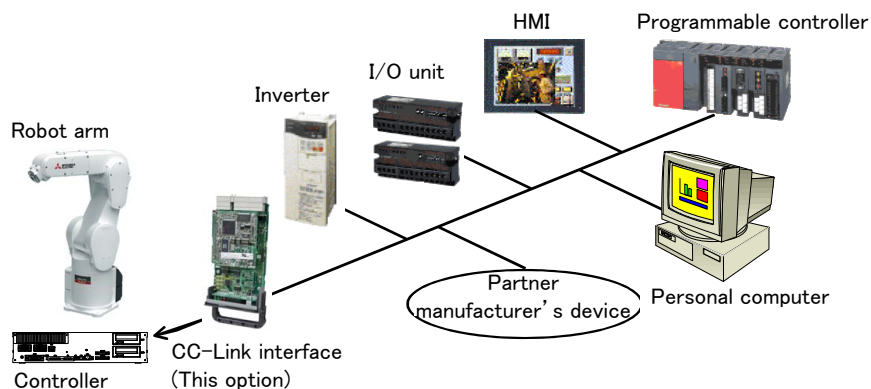 HMI
Programmable controller
I/O unit
Inverter
Robot arm
Partner
manufacturer's device
Personal computer
CC-Link interface
(This option)
Controller